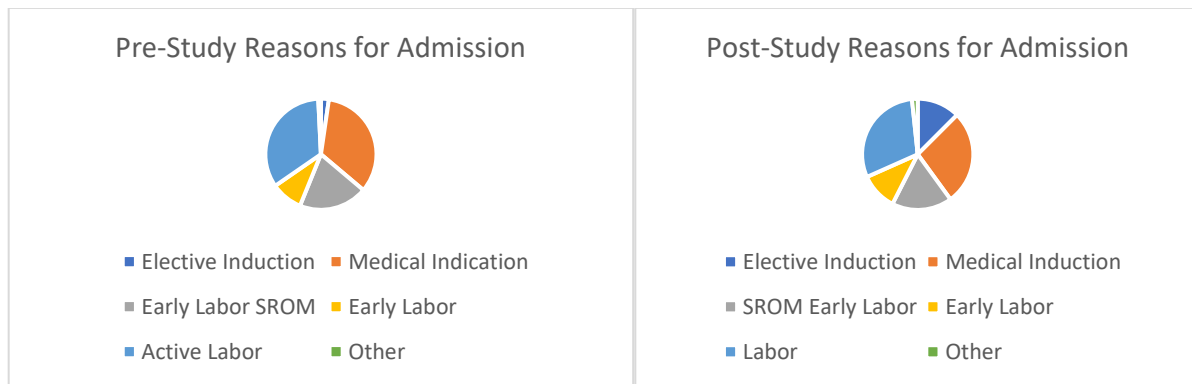 Pre-Study Reasons for Admission
Elective Induction Medical Indication
Early Labor SROM Early Labor
Active Labor Other
Post-Study Reasons for Admission
Elective Induction Medical Induction
SROM Early Labor Early Labor
Labor Other